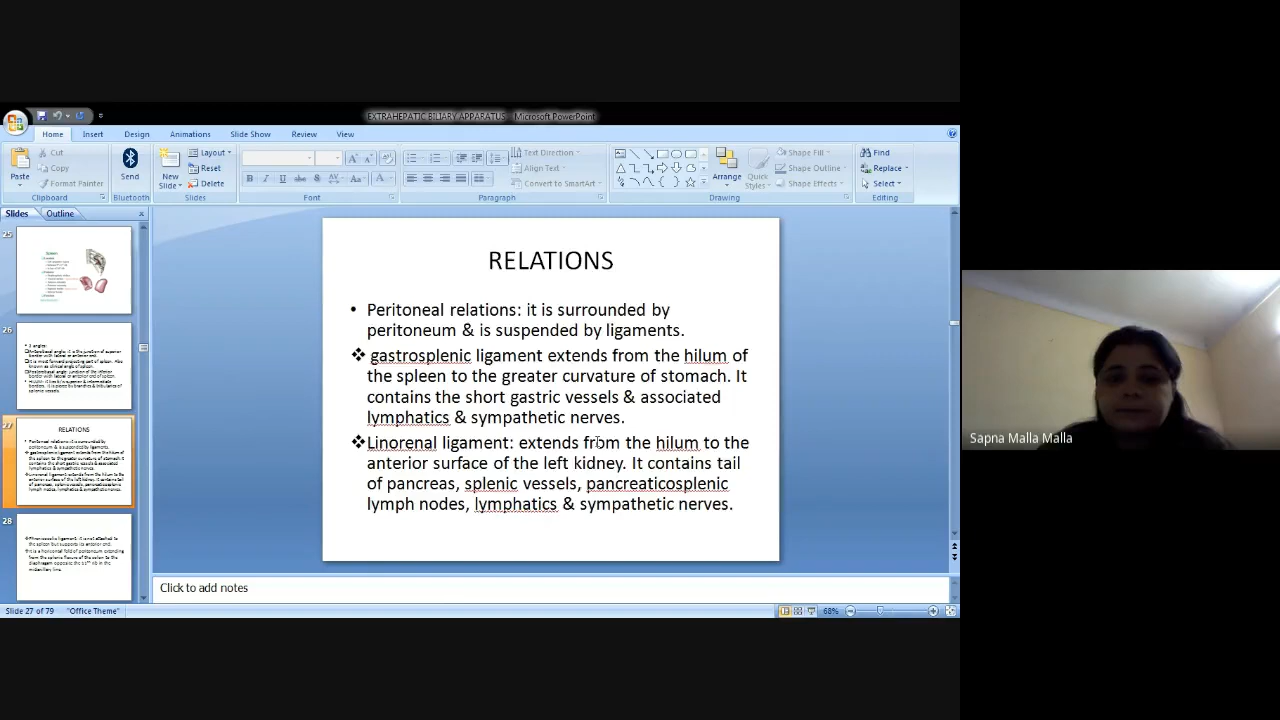 EXTRAHEPATIC BILIARY APPARATUS - Microsoft PowerPoint
Home Insert Design Animations Slide Show Review View
Paste Cut Copy Format Painter
Clipboard
Send
Bluetooth
New Slide Layout Reset Delete
Slides
Font
Text Direction Align Text Convert to SmartArt
Paragraph
Arrange Quick Styles Shape Fill Shape Outline Shape Effects
Drawing
Find Replace Select
Editing
Slides Outline
25
26
27
RELATIONS
28
RELATIONS
• Peritoneal relations: it is surrounded by
peritoneum & is suspended by ligaments.
❖ gastrosplenic ligament extends from the hilum of
the spleen to the greater curvature of stomach. It
contains the short gastric vessels & associated
lymphatics & sympathetic nerves.
❖Linorenal ligament: extends from the hilum to the
anterior surface of the left kidney. It contains tail
of pancreas, splenic vessels, pancreaticosplenic
lymph nodes, lymphatics & sympathetic nerves.
Click to add notes
Slide 27 of 79 "Office Theme" 68%
Sapna Malla Malla